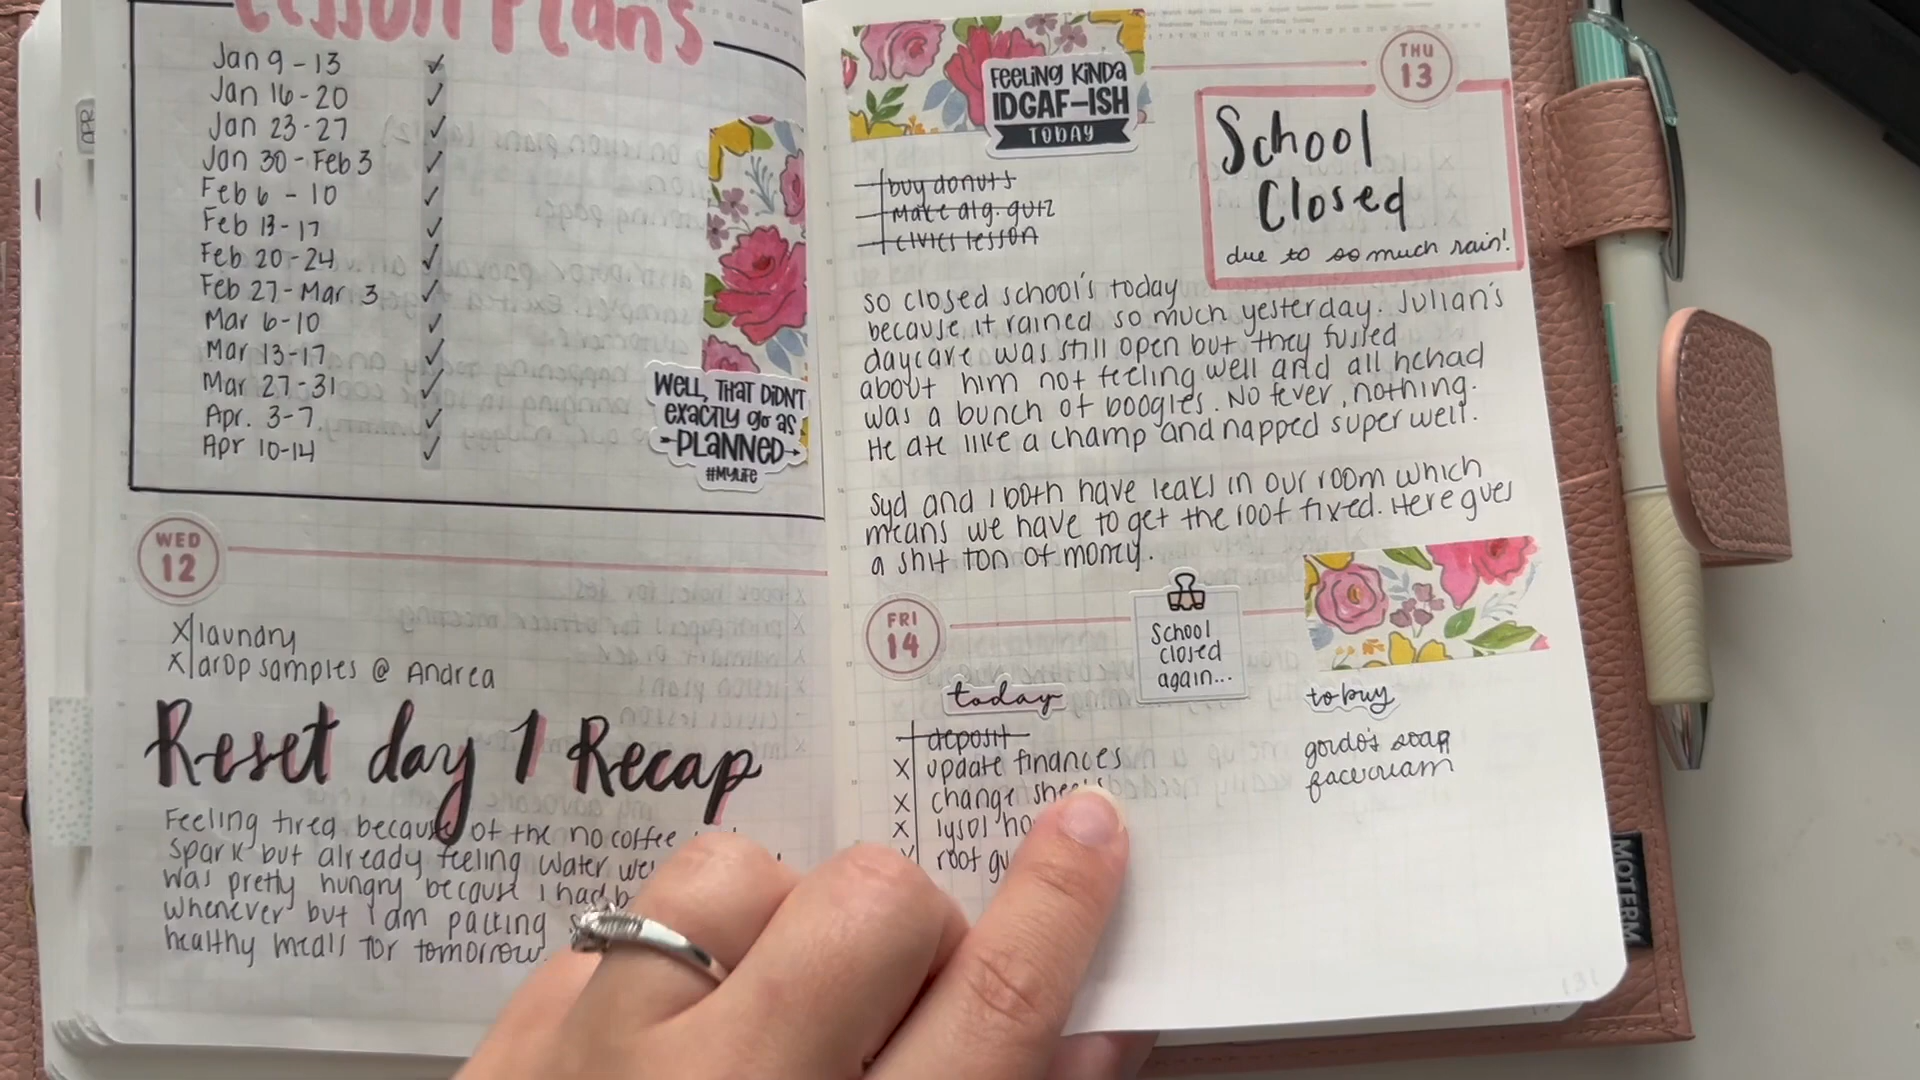 Lesson Plans
Jan 9 - 13 ✓
Jan 16 - 20 ✓
Jan 23 - 27 ✓
Jan 30 - Feb 3 ✓
Feb 6 - 10 ✓
Feb 13 - 17 ✓
Feb 20 - 24 ✓
Feb 27 - Mar 3 ✓
Mar 6-10 ✓
Mar 13-17 ✓
Mar 27-31 ✓
Apr. 3-7 ✓
Apr 10-14 ✓
WELL, THAT DIDN'T
EXACTLY GO AS
PLANNED
#MYLIFE
WED
12
X laundry
X drop samples @ Andrea
Reset day 1 Recap
Feeling tired because of the no coffee
spark but already feeling water
was pretty hungry because I had
whenever but I am packing
healthy meals for tomorrow
FEELING KINDA
IDGAF-ISH
TODAY
THU
13
School
Closed
due to so much rain!
buy donuts
make alg. quiz
civics lesson
so closed school's today
because it rained so much yesterday. Julian's
daycare was still open but they fussed
about him not feeling well and all he had
was a bunch of boogies. No fever, nothing.
He ate like a champ and napped super well.
Syd and I both have leaks in our room which
means we have to get the roof fixed. Here goes
a shit ton of money.
FRI
14
School
closed
again...
today
deposit
X update finances
X change sheets
X lysol
X roof
to buy
gordo's soap
facecream
MOTERM